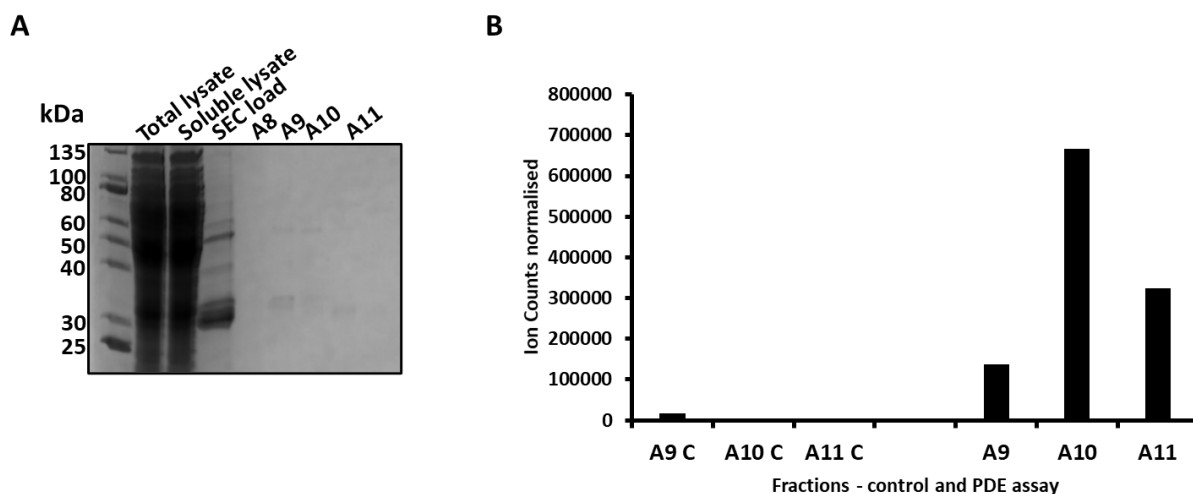 A
kDa
Total lysate
Soluble lysate
SEC load
A8
A9
A10
A11
135
100
80
60
50
40
30
25
B
Ion Counts normalised
800000
700000
600000
500000
400000
300000
200000
100000
0
A9 C A10 C A11 C A9 A10 A11
Fractions - control and PDE assay